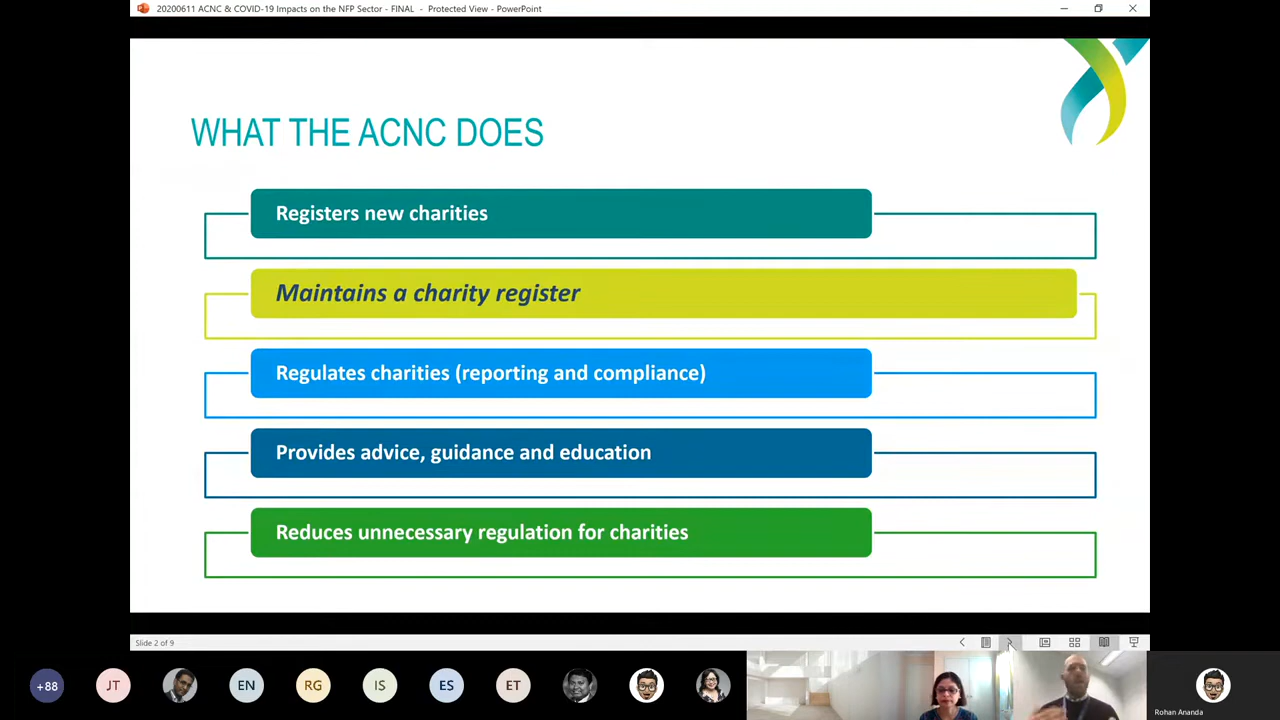 20200611 ACNC & COVID-19 Impacts on the NFP Sector - FINAL - Protected View - PowerPoint
WHAT THE ACNC DOES
Registers new charities
Maintains a charity register
Regulates charities (reporting and compliance)
Provides advice, guidance and education
Reduces unnecessary regulation for charities
Slide 2 of 9
+88
JT
EN
RG
IS
ES
ET
Rohan Ananda